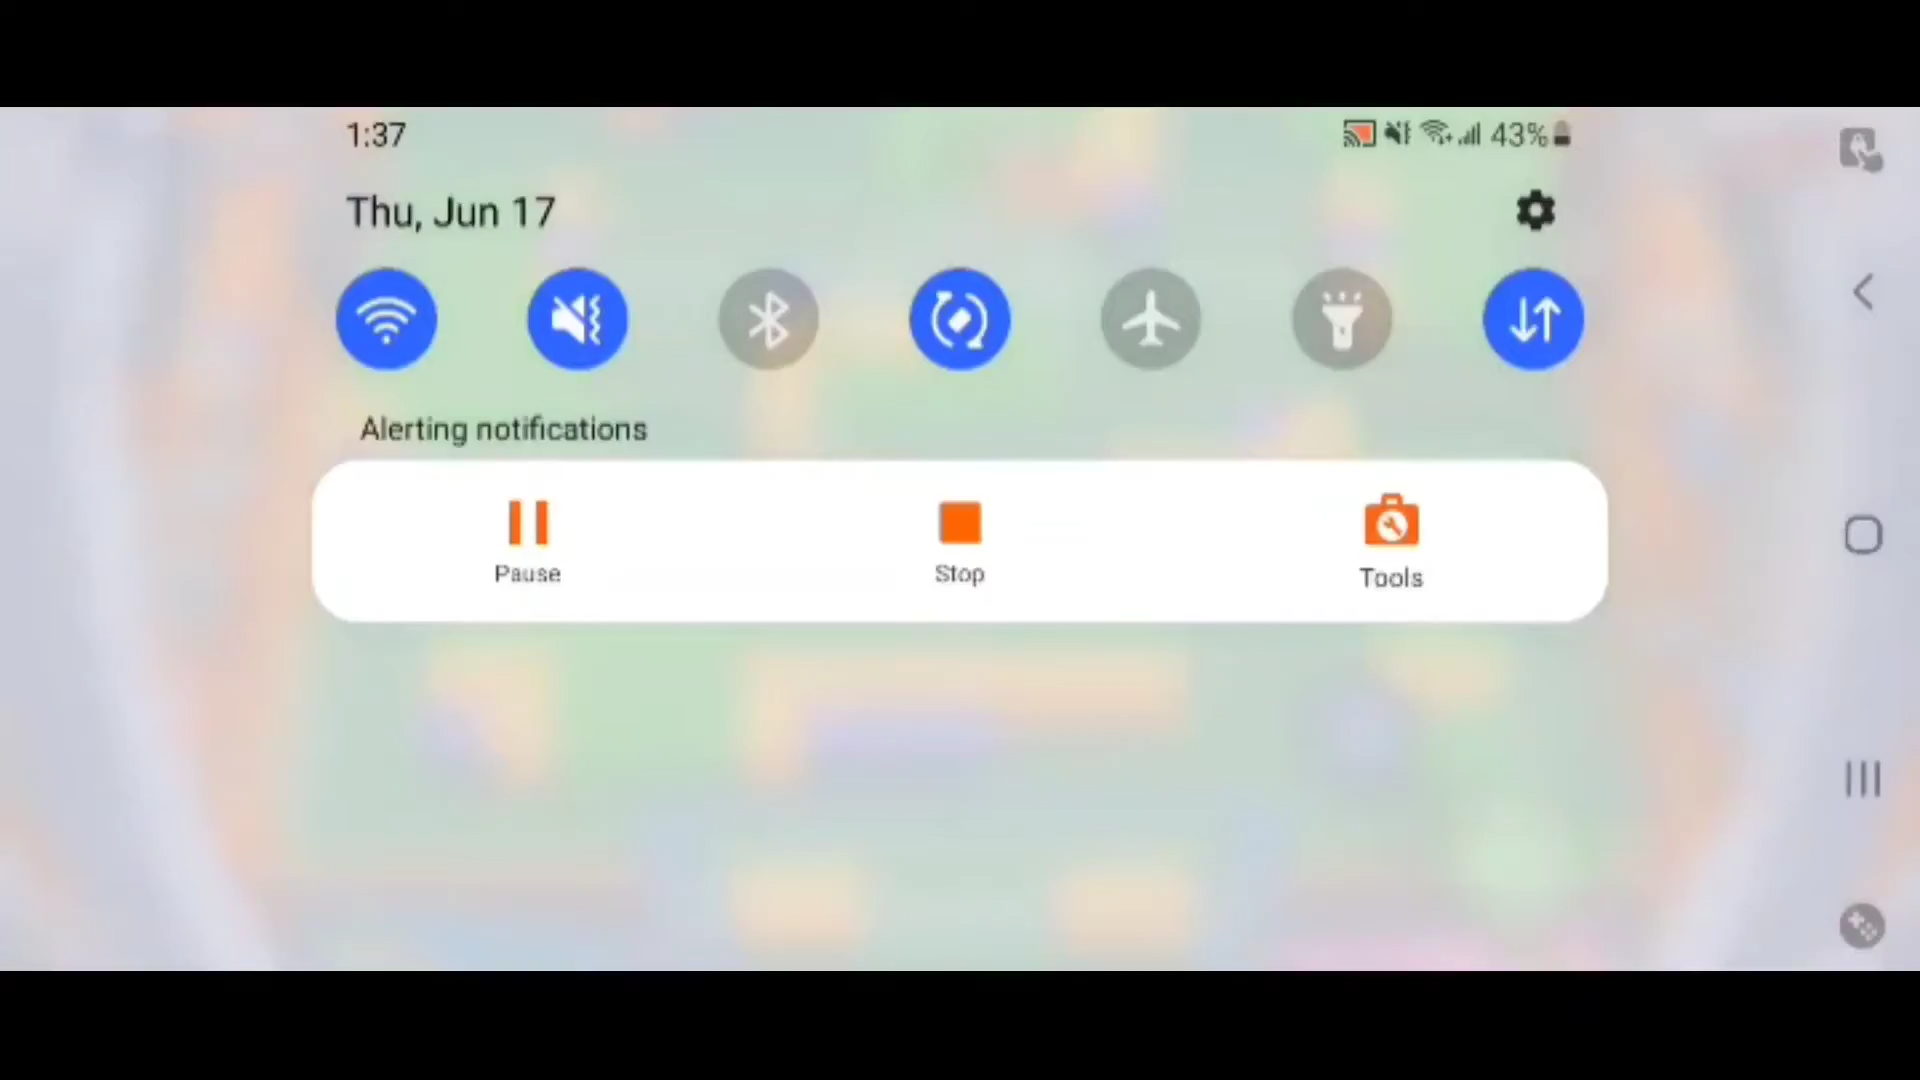 1:37
43%
Thu, Jun 17
Alerting notifications
Pause
Stop
Tools